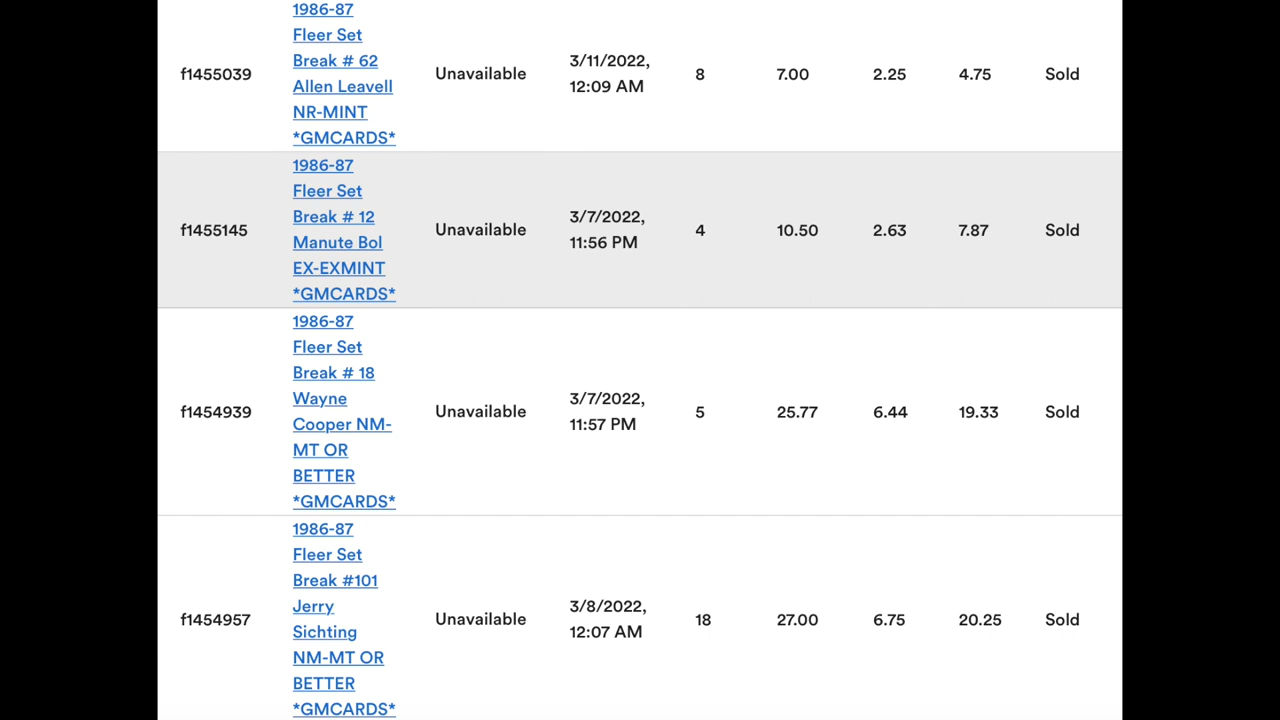 f1455039
1986-87
Fleer Set
Break # 62
Allen Leavell
NR-MINT
*GMCARDS*
Unavailable
3/11/2022,
12:09 AM
8
7.00
2.25
4.75
Sold
f1455145
1986-87
Fleer Set
Break # 12
Manute Bol
EX-EXMINT
*GMCARDS*
Unavailable
3/7/2022,
11:56 PM
4
10.50
2.63
7.87
Sold
f1454939
1986-87
Fleer Set
Break # 18
Wayne
Cooper NM-
MT OR
BETTER
*GMCARDS*
Unavailable
3/7/2022,
11:57 PM
5
25.77
6.44
19.33
Sold
f1454957
1986-87
Fleer Set
Break #101
Jerry
Sichting
NM-MT OR
BETTER
*GMCARDS*
Unavailable
3/8/2022,
12:07 AM
18
27.00
6.75
20.25
Sold